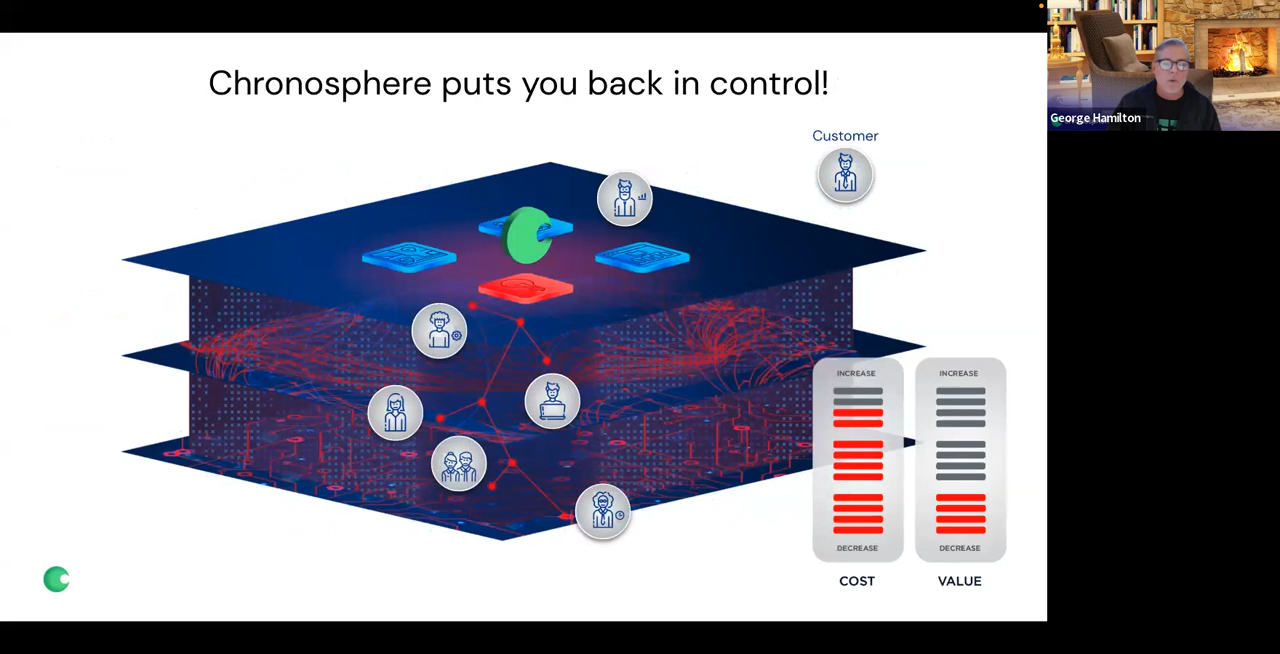 Chronosphere puts you back in control!
George Hamilton
Customer
INCREASE
INCREASE
DECREASE
DECREASE
COST
VALUE